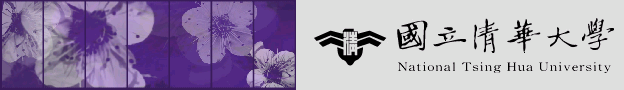 國立清華大學
National Tsing Hua University